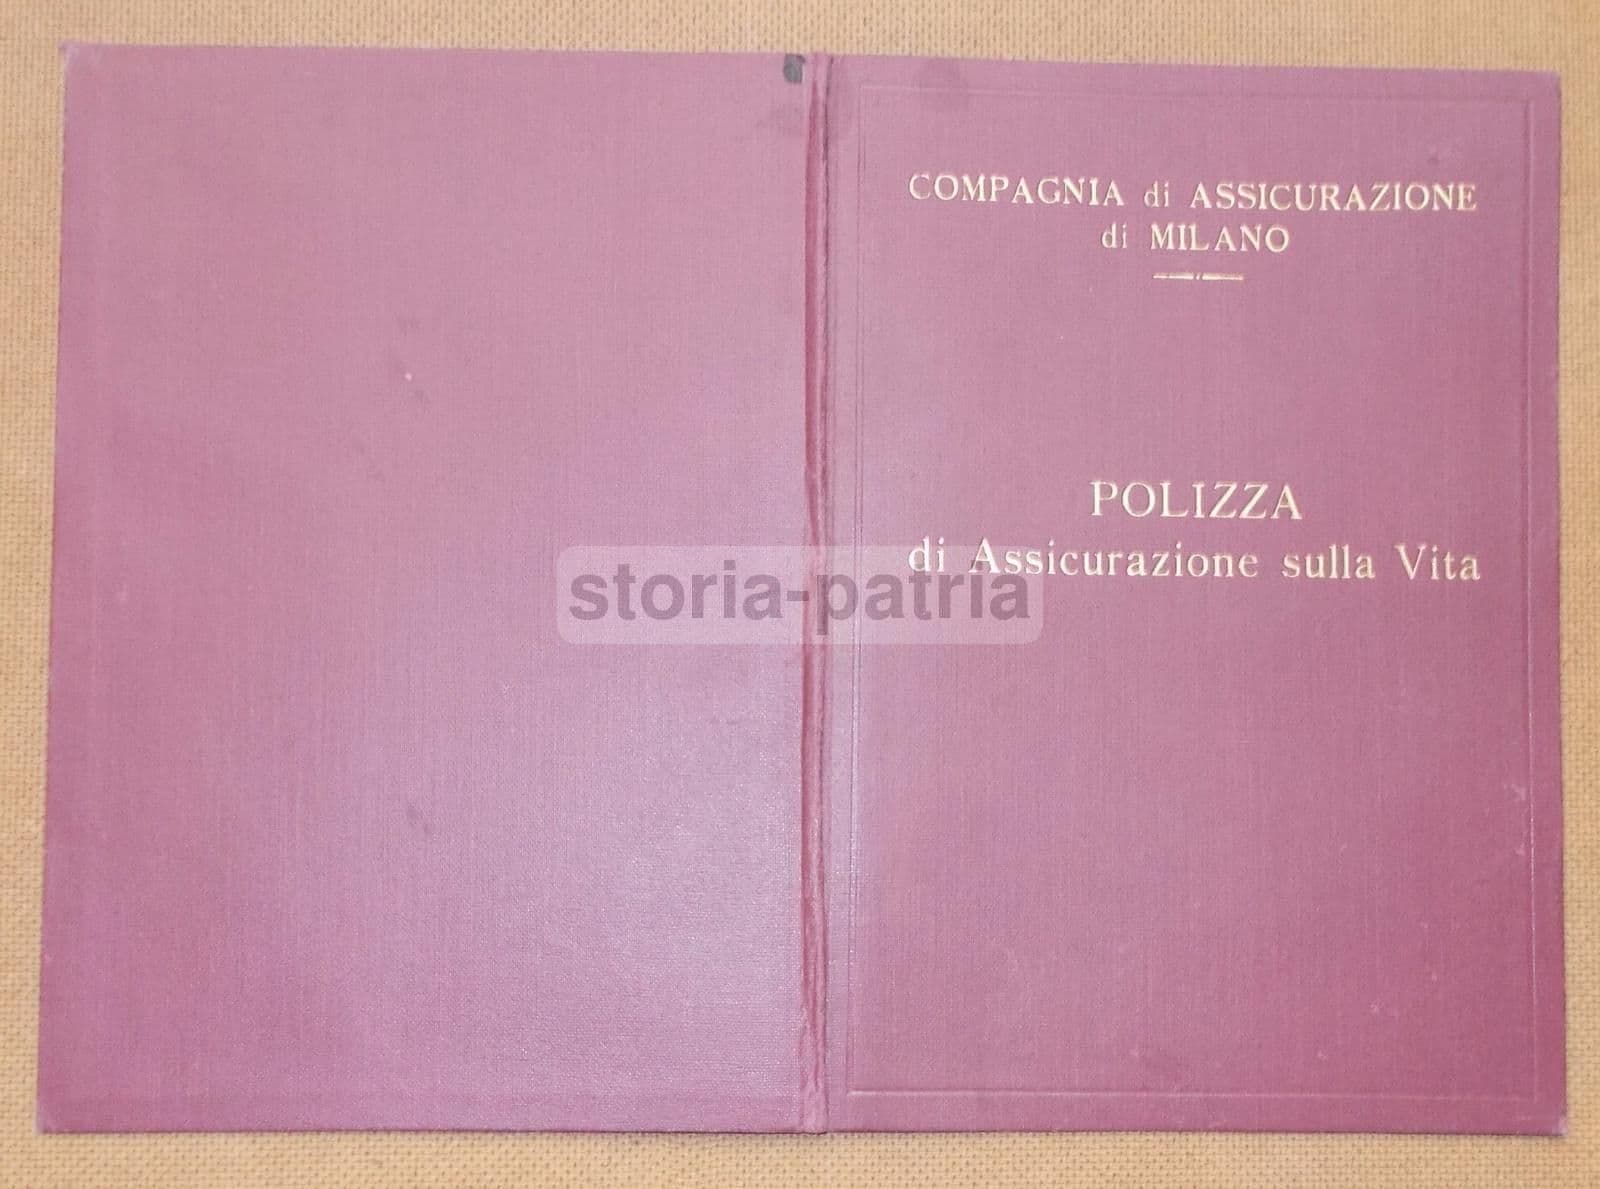 COMPAGNIA di ASSICURAZIONE
di MILANO
POLIZZA
di Assicurazione sulla Vita
storia-patria